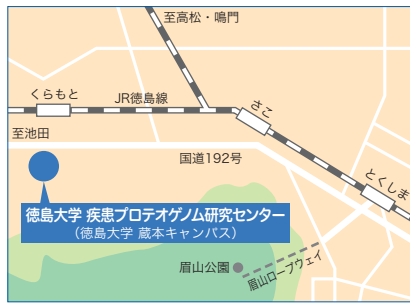 至高松・鳴門
くらもと
JR徳島線
さこ
至池田
国道192号
とくしま
徳島大学 疾患プロテオゲノム研究センター
（徳島大学 蔵本キャンパス）
眉山公園
眉山ロープウェイ